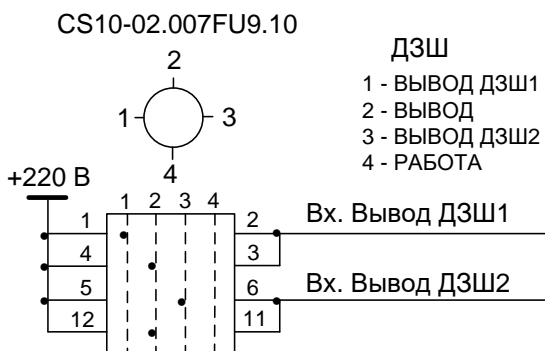 CS10-02.007FU9.10
ДЗШ
1 - ВЫВОД ДЗШ1
2 - ВЫВОД
3 - ВЫВОД ДЗШ2
4 - РАБОТА
2
1
3
4
+220 В
1 2 3 4
1
2
Вх. Вывод ДЗШ1
4
3
5
6
Вх. Вывод ДЗШ2
12
11